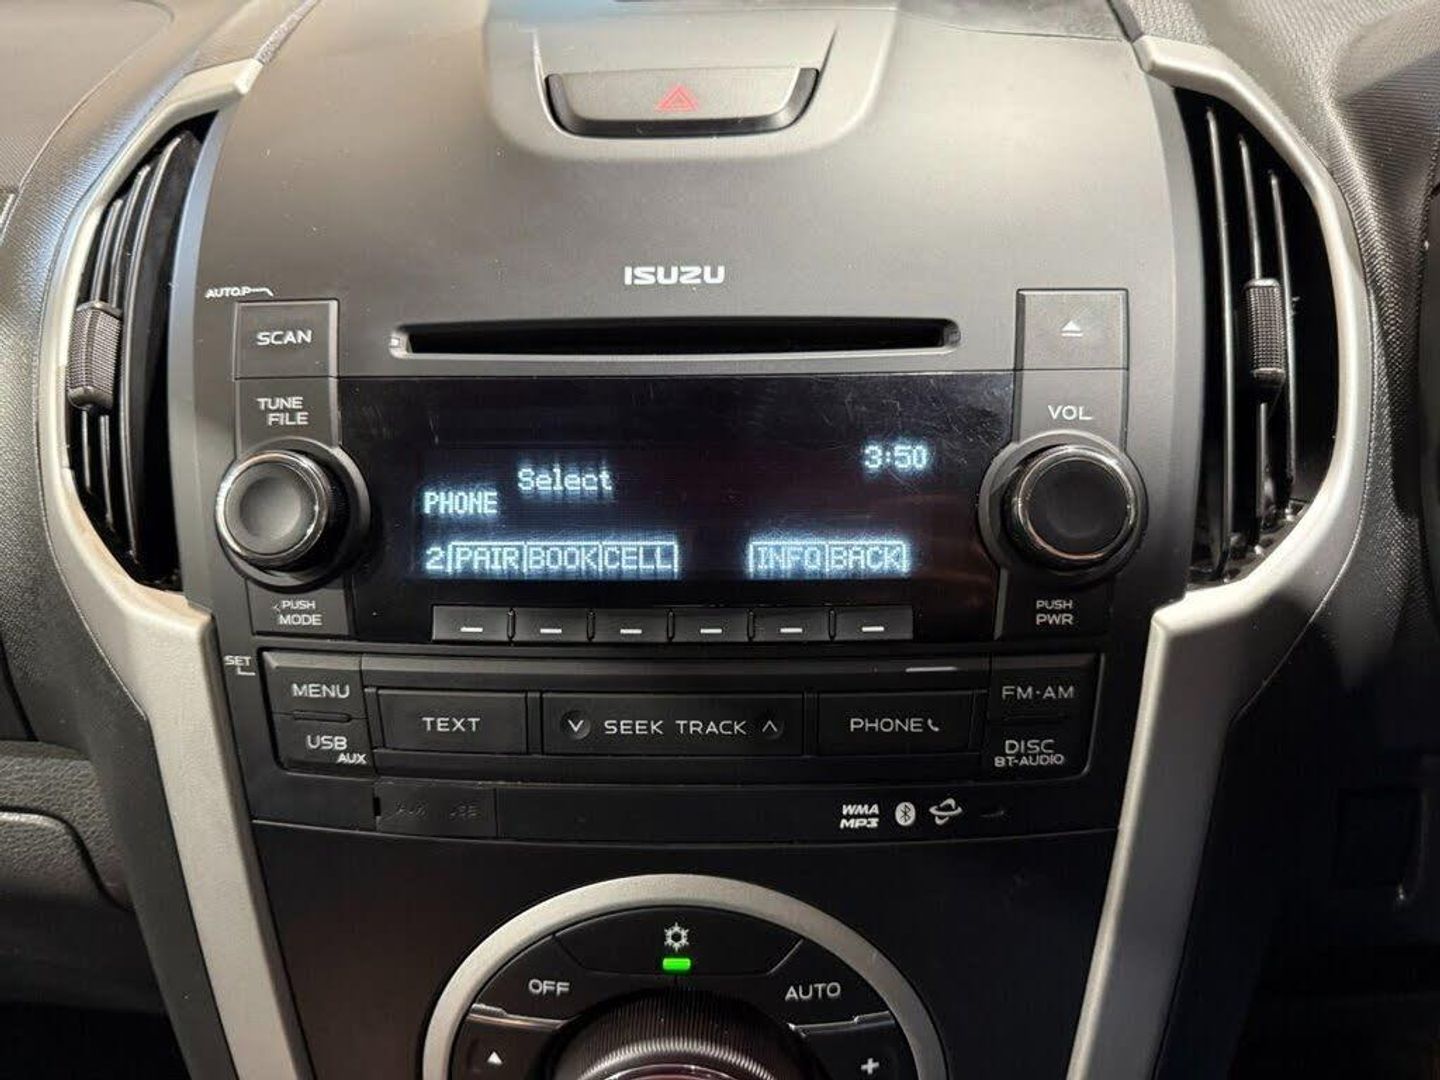 ISUZU
AUTO.P
SCAN
TUNE
FILE
VOL
3:50
Select
PHONE
2 PAIR BOOK CELL INFO BACK
PUSH
MODE
PUSH
PWR
SET
MENU
FM·AM
TEXT
SEEK TRACK
PHONE
USB
AUX
DISC
BT-AUDIO
WMA
MP3
OFF
AUTO
+